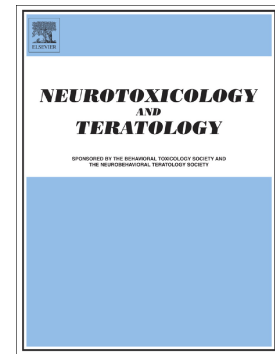 ELSEVIER
NEUROTOXICOLOGY
AND
TERATOLOGY
SPONSORED BY THE BEHAVIORAL TOXICOLOGY SOCIETY AND
THE NEUROBEHAVIORAL TERATOLOGY SOCIETY